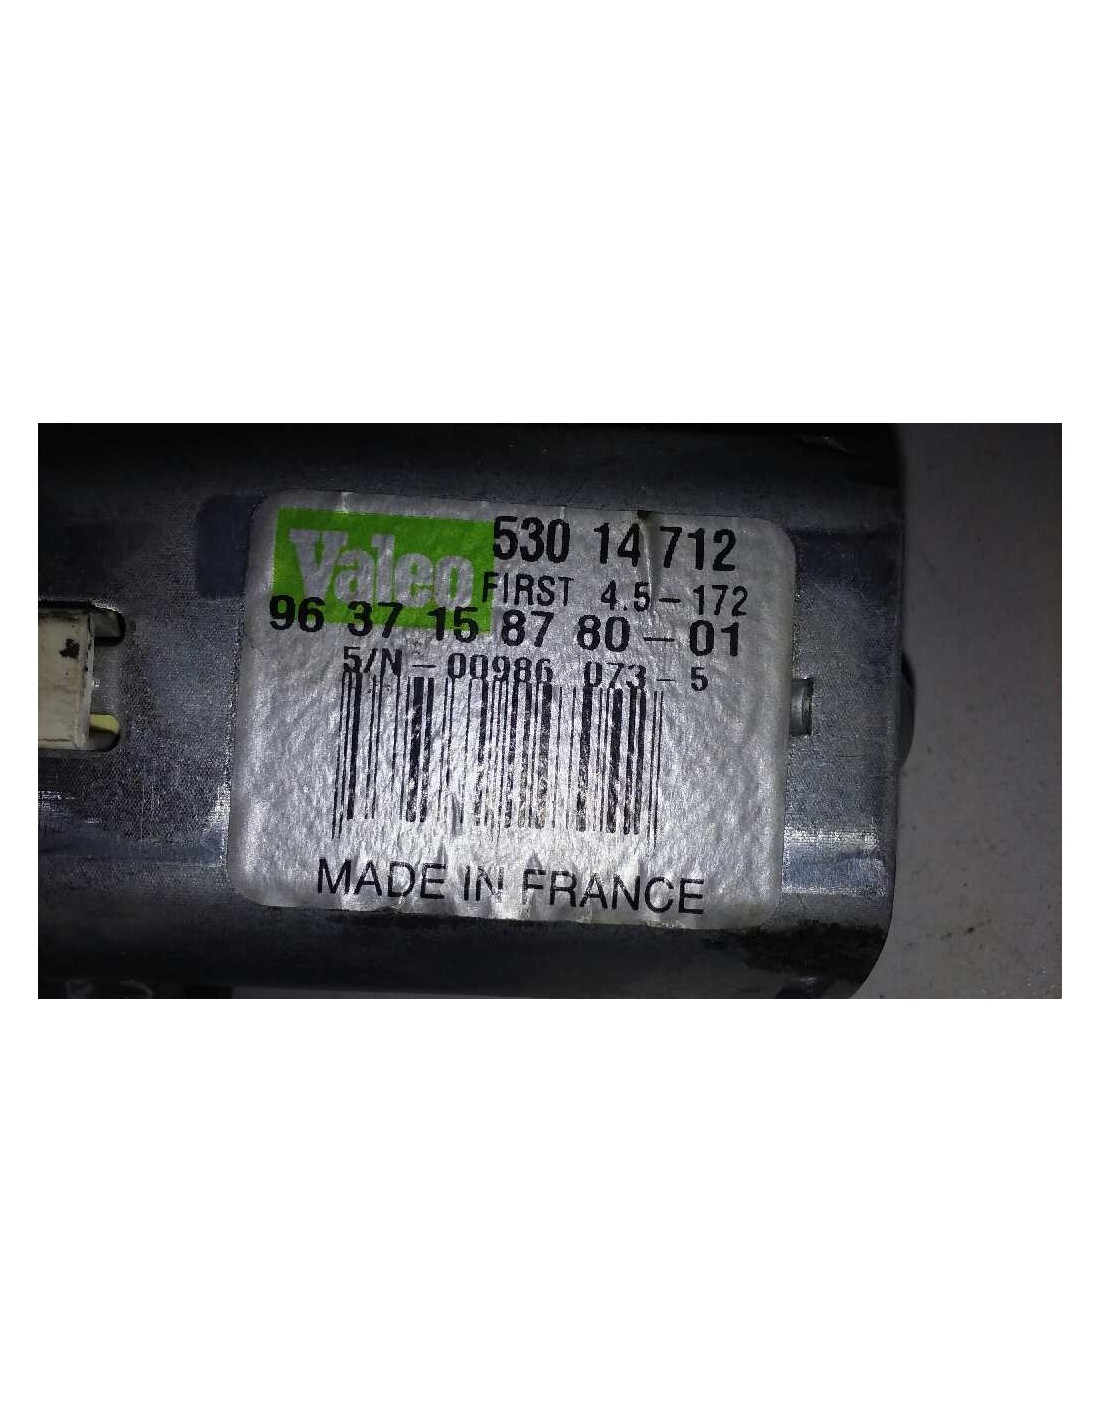 Valeo 530 14 712
FIRST 4.5-172
96 37 15 87 80-01
S/N-00986 073-5
MADE IN FRANCE